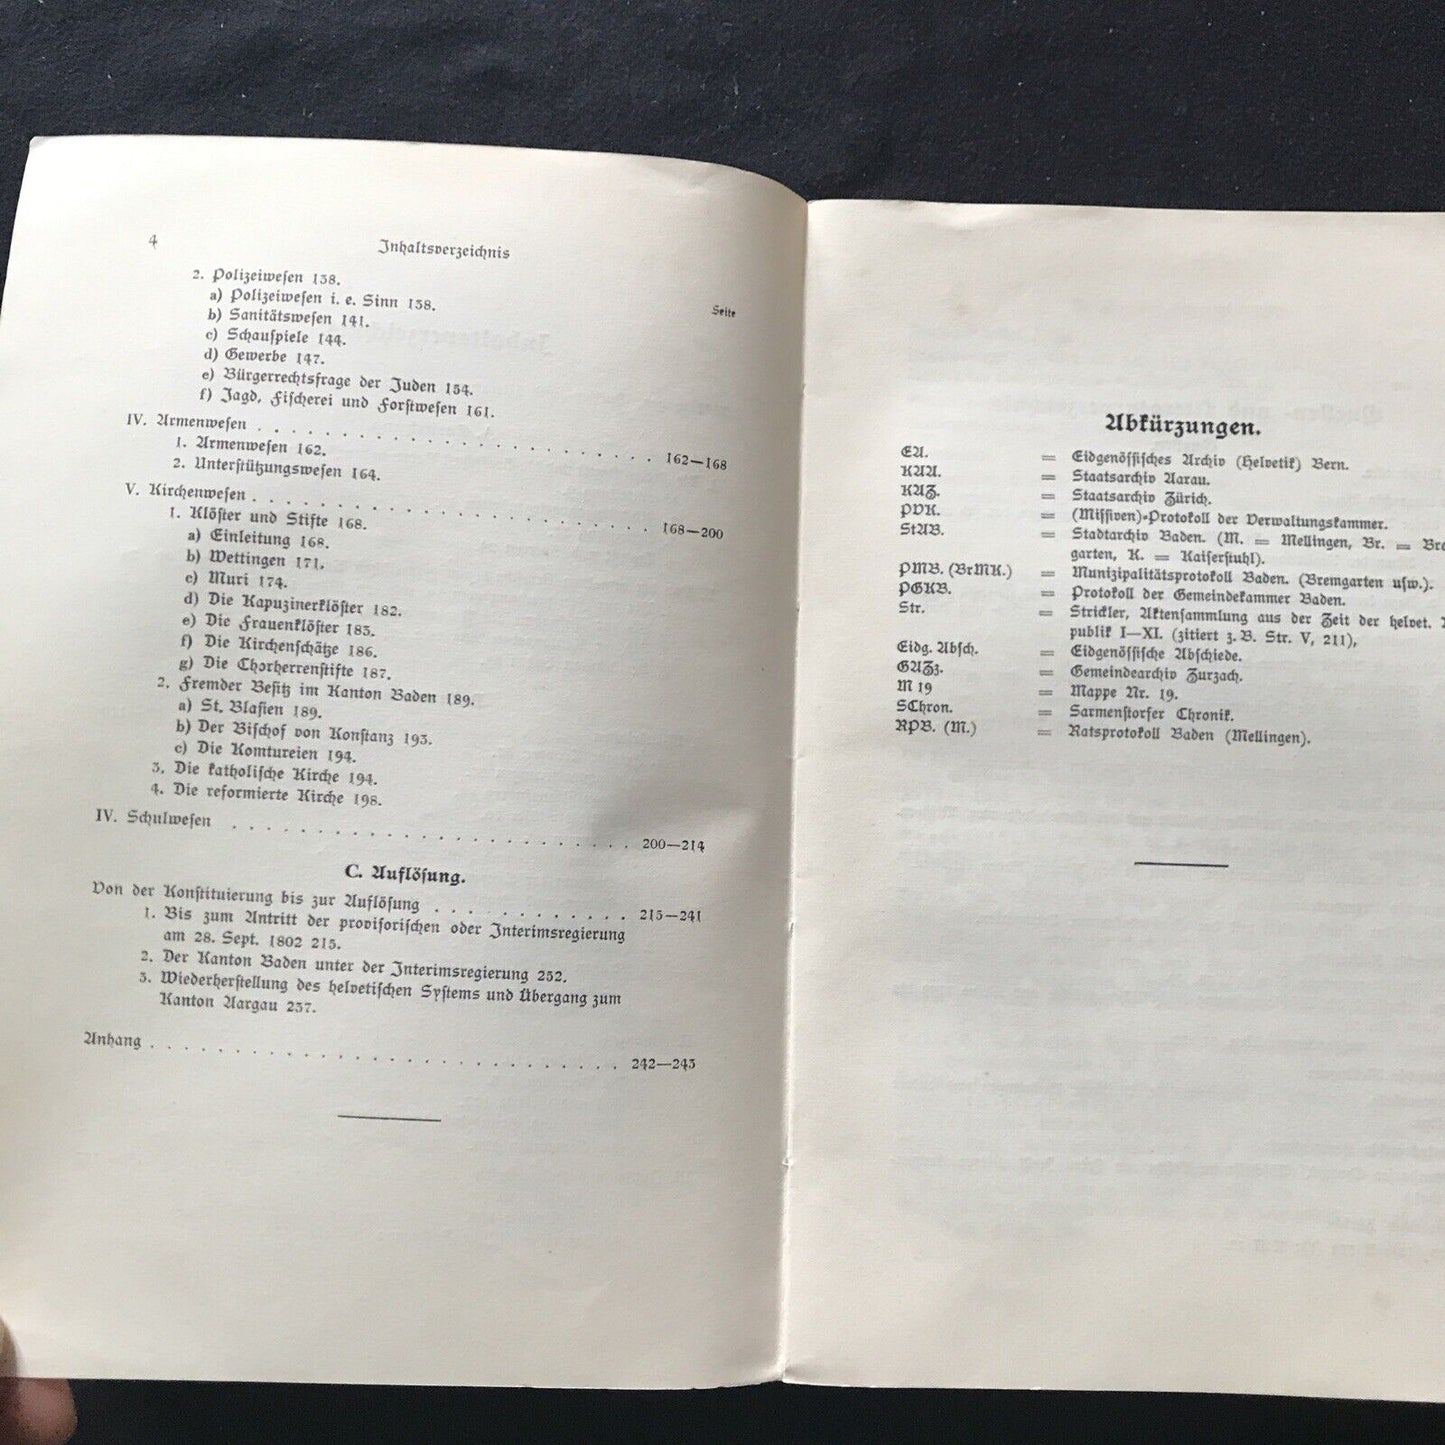 4
Inhaltsverzeichnis
Seite
2. Polizeiwesen 138.
a) Polizeiwesen i. e. Sinn 138.
b) Sanitätswesen 141.
c) Schauspiele 144.
d) Gewerbe 147.
e) Bürgerrechtsfrage der Juden 154.
f) Jagd, Fischerei und Forstwesen 161.
IV. Armenwesen . . . . . . . . . . . . . . . . . . . . 162—168
1. Armenwesen 162.
2. Unterstützungswesen 164.
V. Kirchenwesen . . . . . . . . . . . . . . . . . . . . 168—200
1. Klöster und Stifte 168.
a) Einleitung 168.
b) Wettingen 171.
c) Muri 174.
d) Die Kapuzinerklöster 182.
e) Die Frauenklöster 183.
f) Die Kirchenschätze 186.
g) Die Chorherrenstifte 187.
2. Fremder Besitz im Kanton Baden 189.
a) St. Blasien 189.
b) Der Bischof von Konstanz 193.
c) Die Komtureien 194.
3. Die katholische Kirche 194.
4. Die reformierte Kirche 198.
IV. Schulwesen . . . . . . . . . . . . . . . . . . . . 200—214
C. Auflösung.
Von der Konstituierung bis zur Auflösung . . . . . . . . . . 215—241
1. Bis zum Antritt der provisorischen oder Interimsregierung
am 28. Sept. 1802 215.
2. Der Kanton Baden unter der Interimsregierung 232.
3. Wiederherstellung des helvetischen Systems und Übergang zum
Kanton Aargau 237.
Anhang . . . . . . . . . . . . . . . . . . . . . . 242—243
Abkürzungen.
EA. = Eidgenössisches Archiv (Helvetik) Bern.
KAA. = Staatsarchiv Aarau.
KAZ. = Staatsarchiv Zürich.
PVK. = (Missiven)-Protokoll der Verwaltungskammer.
StAB. = Stadtarchiv Baden. (M. = Mellingen, Br. = Bre
garten, K. = Kaiserstuhl).
PMB. (BrMK.) = Munizipalitätsprotokoll Baden. (Bremgarten usw.).
PGKB. = Protokoll der Gemeindekammer Baden.
Str. = Strickler, Aktensammlung aus der Zeit der helvet. R
publik I—XI. (zitiert z. B. Str. V, 211),
Eidg. Absch. = Eidgenössische Abschiede.
GAZz. = Gemeindearchiv Zurzach.
M 19 = Mappe Nr. 19.
SChron. = Sarmenstorfer Chronik.
RPB. (M.) = Ratsprotokoll Baden (Mellingen).